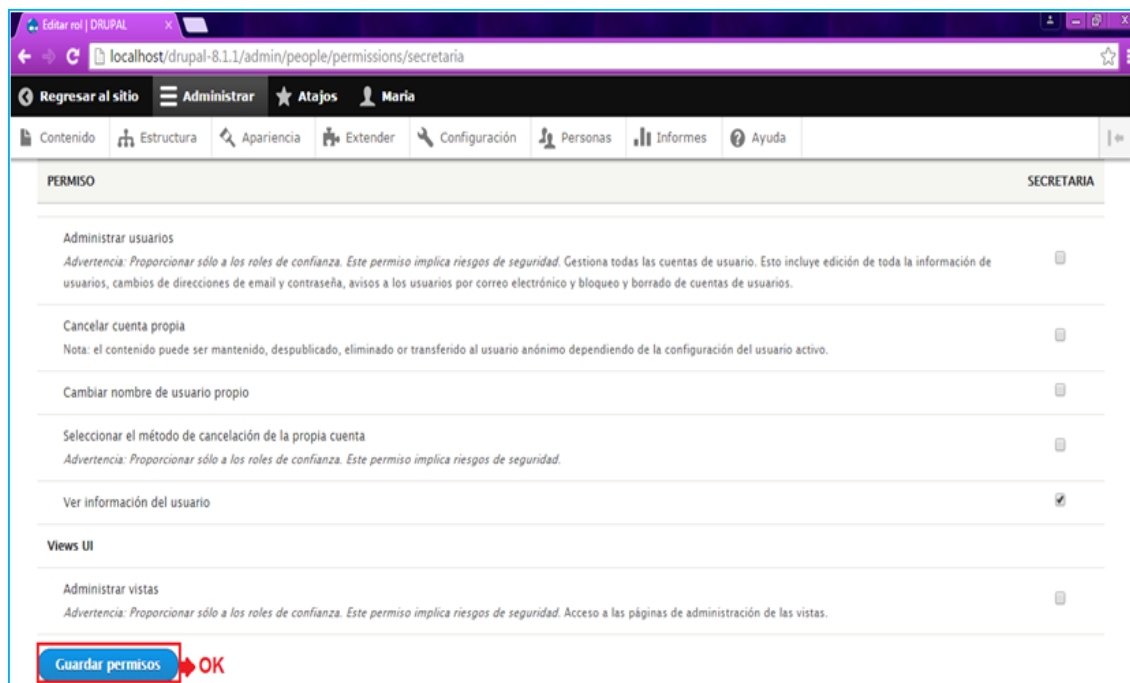 Editar rol | DRUPAL
localhost/drupal-8.1.1/admin/people/permissions/secretaria
Regresar al sitio Administrar Atajos Maria
Contenido Estructura Apariencia Extender Configuración Personas Informes Ayuda
PERMISO SECRETARIA
Administrar usuarios
Advertencia: Proporcionar sólo a los roles de confianza. Este permiso implica riesgos de seguridad. Gestiona todas las cuentas de usuario. Esto incluye edición de toda la información de
usuarios, cambios de direcciones de email y contraseña, avisos a los usuarios por correo electrónico y bloqueo y borrado de cuentas de usuarios.
Cancelar cuenta propia
Nota: el contenido puede ser mantenido, despublicado, eliminado or transferido al usuario anónimo dependiendo de la configuración del usuario activo.
Cambiar nombre de usuario propio
Seleccionar el método de cancelación de la propia cuenta
Advertencia: Proporcionar sólo a los roles de confianza. Este permiso implica riesgos de seguridad.
Ver información del usuario
Views UI
Administrar vistas
Advertencia: Proporcionar sólo a los roles de confianza. Este permiso implica riesgos de seguridad. Acceso a las páginas de administración de las vistas.
Guardar permisos OK